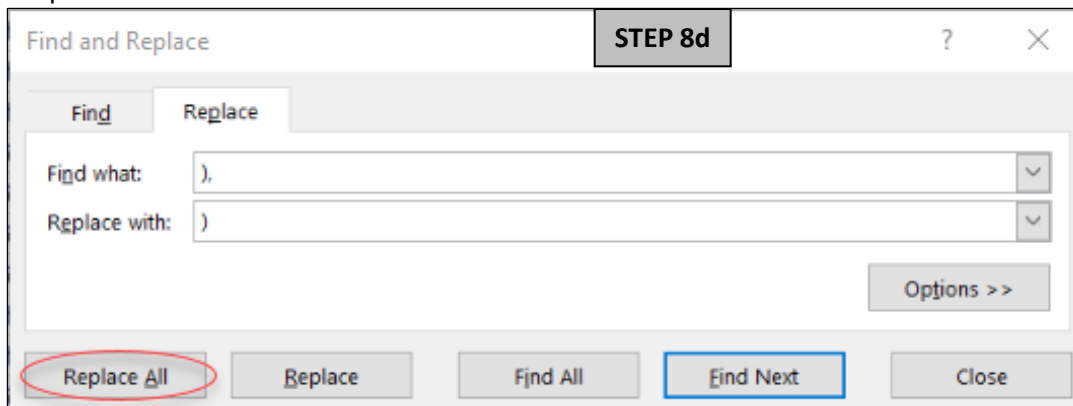 Find and Replace STEP 8d ? ×
Find Replace
Find what: ),
Replace with: )
Options >>
Replace All Replace Find All Find Next Close